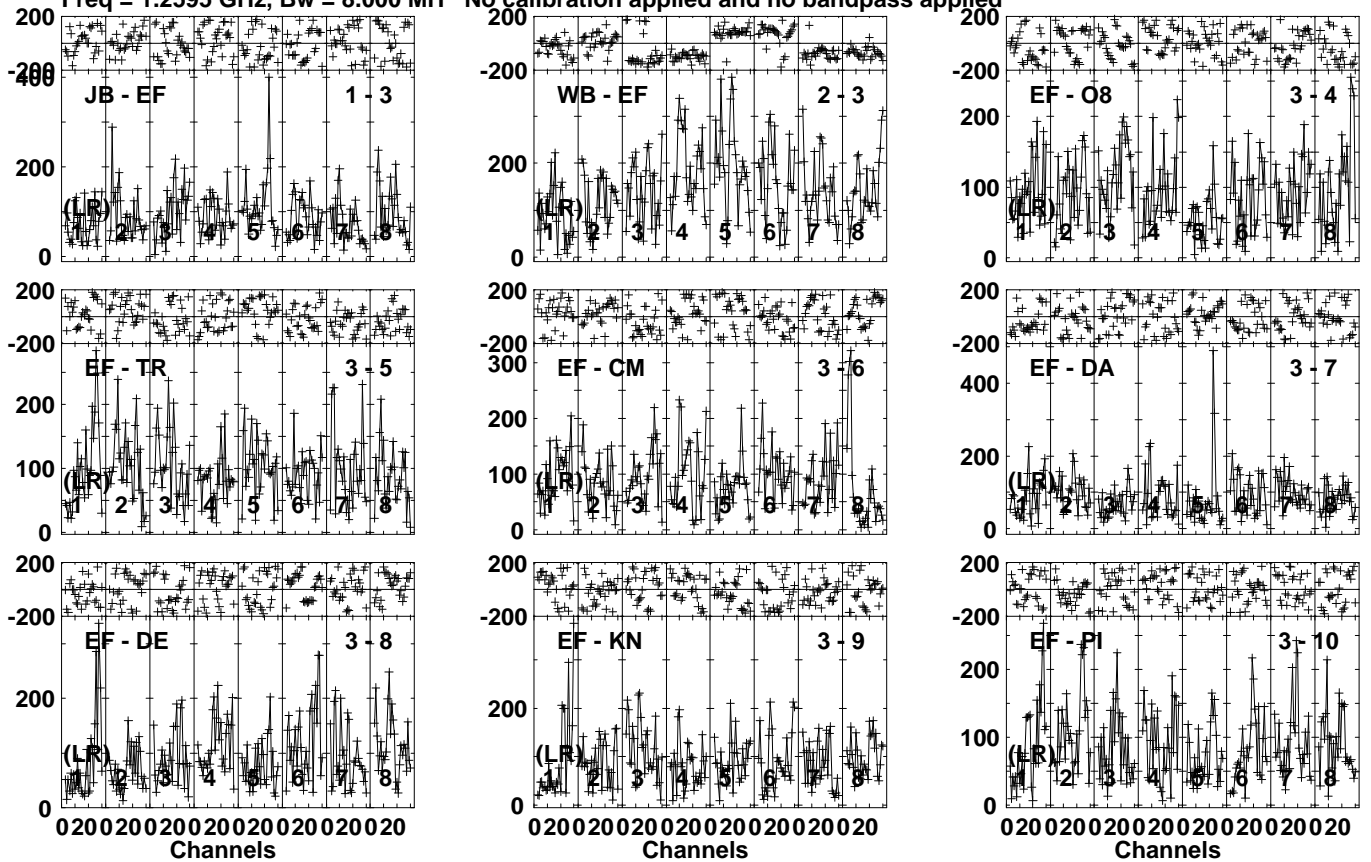 Freq = 1.2595 GHz, Bw = 8.000 MH No calibration applied and no bandpass applied
200 200 200
-200 -200 -200
400
JB - EF 1 - 3 WB - EF 2 - 3 EF - O8 3 - 4
200 200 200
100
(LR) (LR) (LR)
1 2 3 4 5 6 7 8 1 2 3 4 5 6 7 8 1 2 3 4 5 6 7 8
0 0 0
200 200 200
-200 -200 -200
EF - TR 3 - 5 EF - CM 3 - 6 EF - DA 3 - 7
300 400
200 200 200
100 100
(LR) (LR) (LR)
1 2 3 4 5 6 7 8 1 2 3 4 5 6 7 8 1 2 3 4 5 6 7 8
0 0 0
200 200 200
-200 -200 -200
EF - DE 3 - 8 EF - KN 3 - 9 EF - PI 3 - 10
200 200 200
100
(LR) (LR) (LR)
1 2 3 4 5 6 7 8 1 2 3 4 5 6 7 8 1 2 3 4 5 6 7 8
0 0 0
0 20 0 20 0 20 0 20 0 20 0 20 0 20 0 20 0 20 0 20 0 20 0 20 0 20 0 20 0 20 0 20 0 20 0 20 0 20 0 20 0 20 0 20 0 20 0 20
Channels Channels Channels